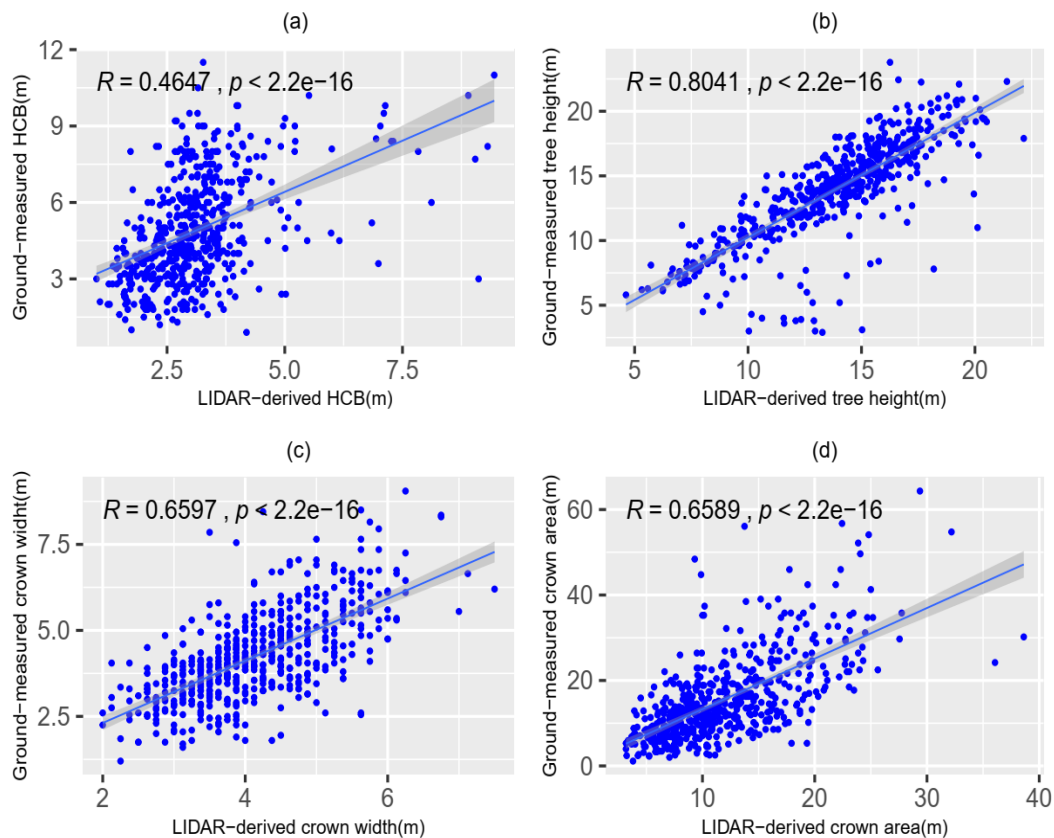 (a)
R = 0.4647 , p < 2.2e−16
Ground−measured HCB(m)
12
9
6
3
2.5 5.0 7.5
LIDAR−derived HCB(m)
(b)
R = 0.8041 , p < 2.2e−16
Ground−measured tree height(m)
20
15
10
5
5 10 15 20
LIDAR−derived tree height(m)
(c)
R = 0.6597 , p < 2.2e−16
Ground−measured crown widht(m)
7.5
5.0
2.5
2 4 6
LIDAR−derived crown width(m)
(d)
R = 0.6589 , p < 2.2e−16
Ground−measured crown area(m)
60
40
20
0
0 10 20 30 40
LIDAR−derived crown area(m)